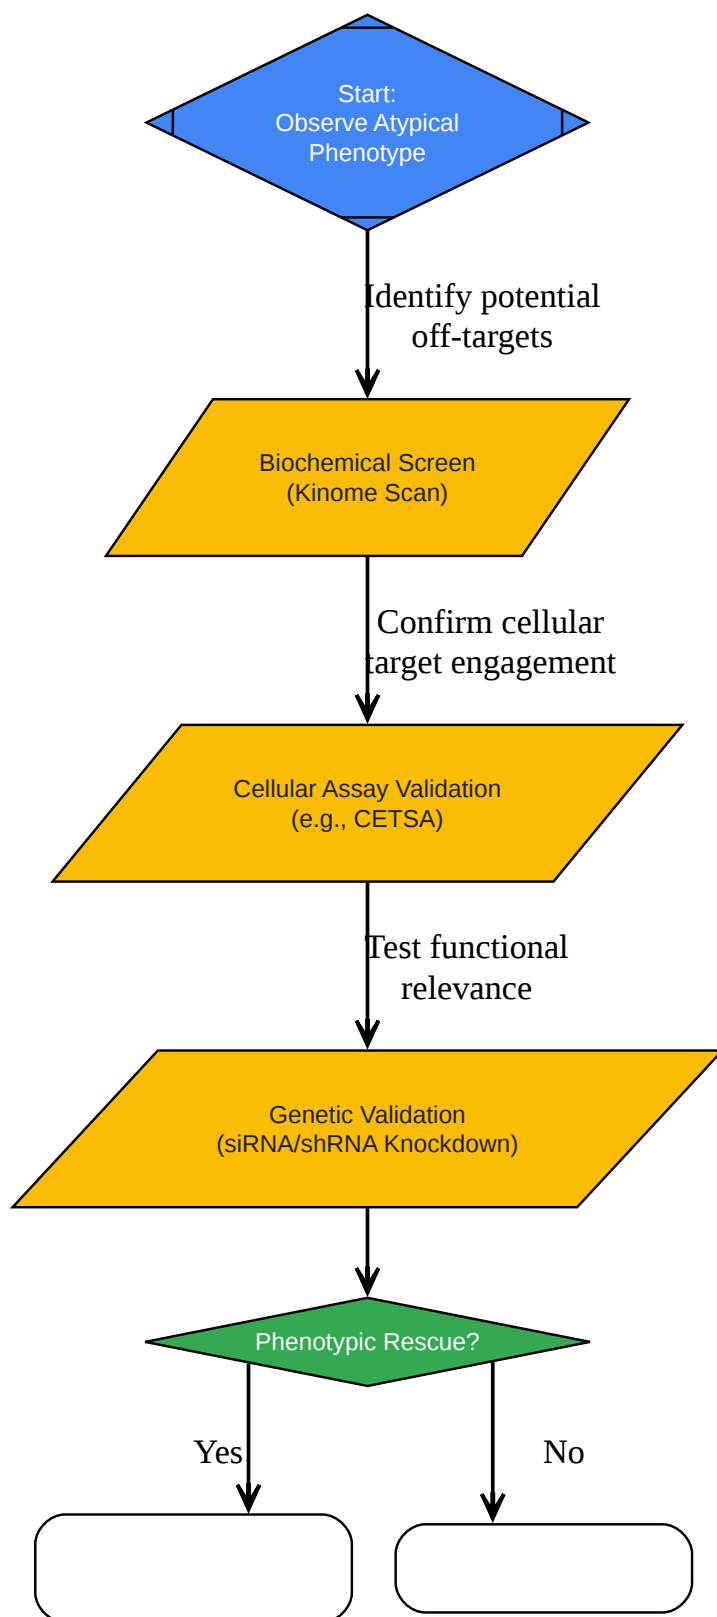 Start:
Observe Atypical
Phenotype
Identify potential
off-targets
Biochemical Screen
(Kinome Scan)
Confirm cellular
target engagement
Cellular Assay Validation
(e.g., CETSA)
Test functional
relevance
Genetic Validation
(siRNA/shRNA Knockdown)
Phenotypic Rescue?
Yes
No